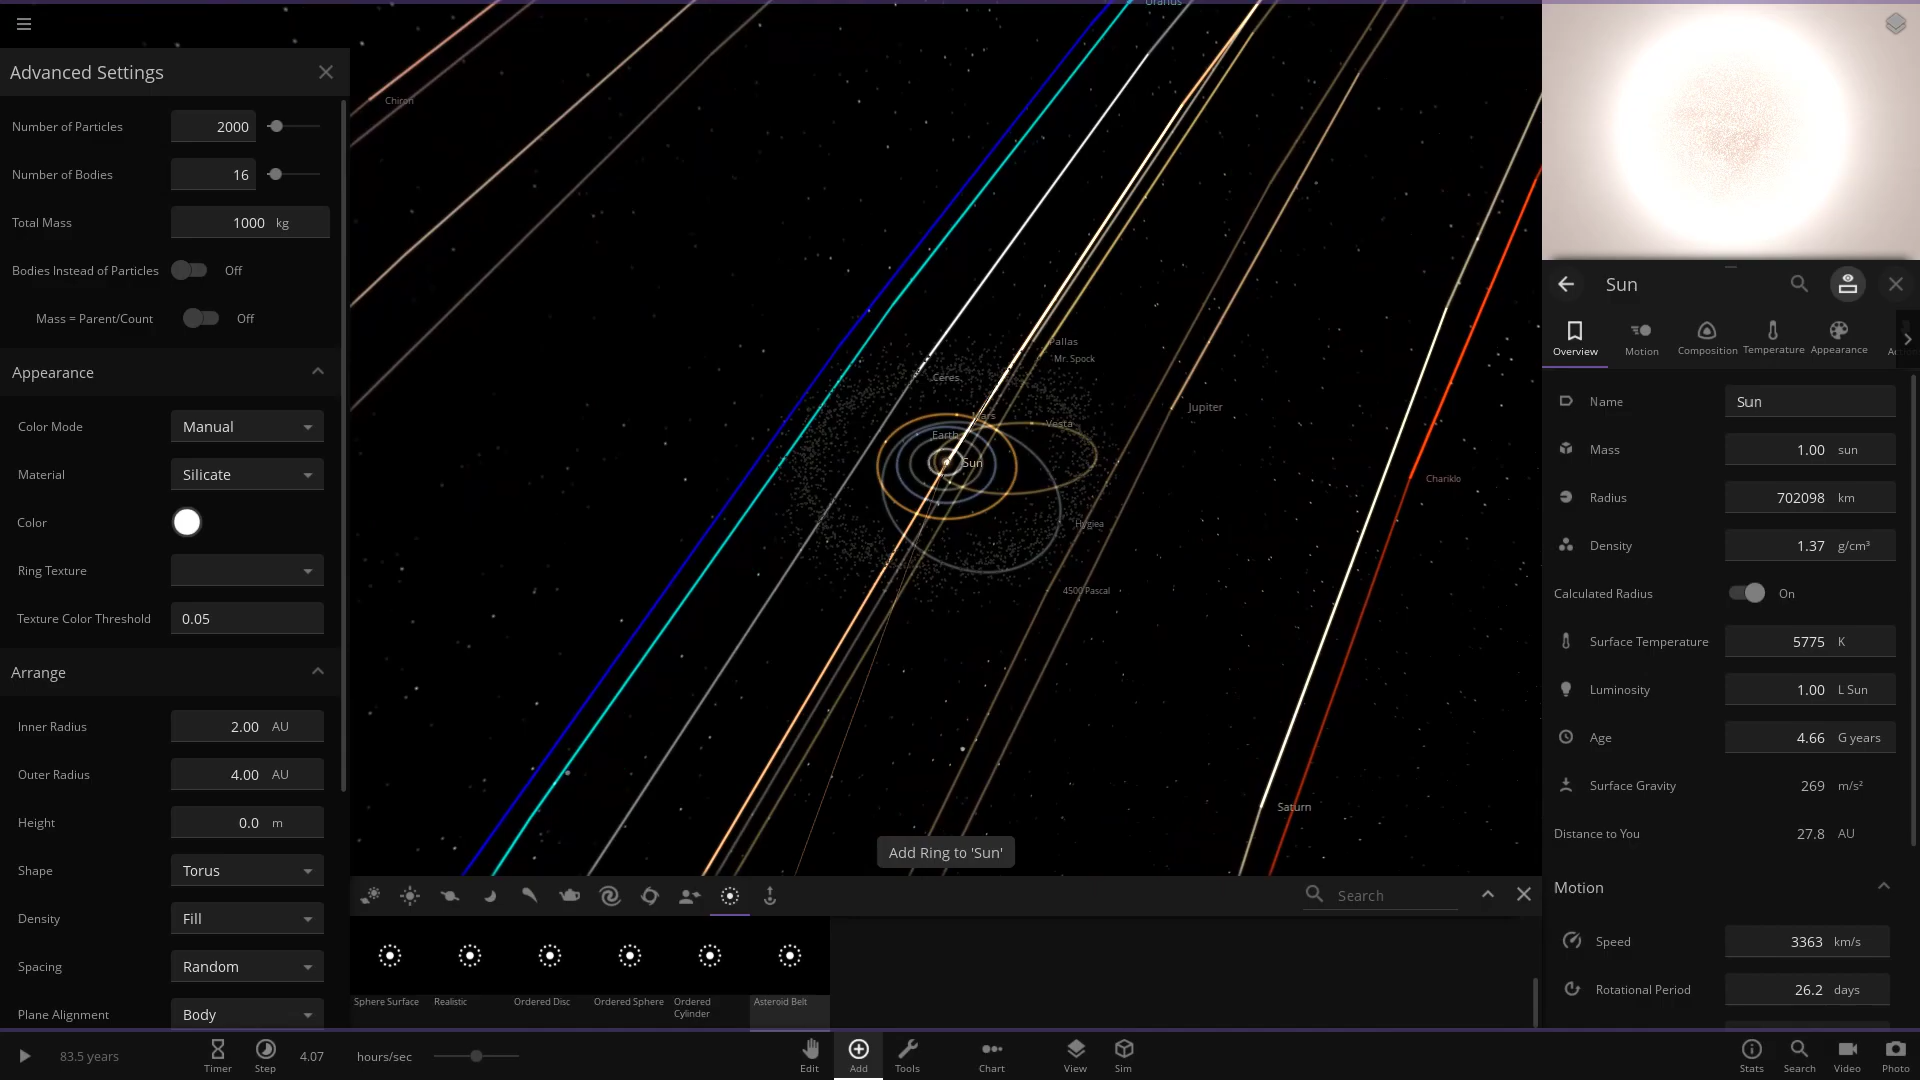 Advanced Settings
Number of Particles 2000
Number of Bodies 16
Total Mass 1000 kg
Bodies Instead of Particles Off
Mass = Parent/Count Off
Appearance
Color Mode Manual
Material Silicate
Color
Ring Texture
Texture Color Threshold 0.05
Arrange
Inner Radius 2.00 AU
Outer Radius 4.00 AU
Height 0.0 m
Shape Torus
Density Fill
Spacing Random
Plane Alignment Body
Uranus
Chiron
Pallas
Mr. Spock
Ceres
Jupiter
Mars
Vesta
Earth
Sun
Chariklo
Hygiea
4500 Pascal
Saturn
Add Ring to 'Sun'
Search
Sphere Surface
Realistic
Ordered Disc
Ordered Sphere
Ordered Cylinder
Asteroid Belt
Sun
Overview
Motion
Composition
Temperature
Appearance
Name Sun
Mass 1.00 sun
Radius 702098 km
Density 1.37 g/cm³
Calculated Radius On
Surface Temperature 5775 K
Luminosity 1.00 L Sun
Age 4.66 G years
Surface Gravity 269 m/s²
Distance to You 27.8 AU
Motion
Speed 3363 km/s
Rotational Period 26.2 days
83.5 years
Timer
Step
4.07 hours/sec
Edit
Add
Tools
Chart
View
Sim
Stats
Search
Video
Photo